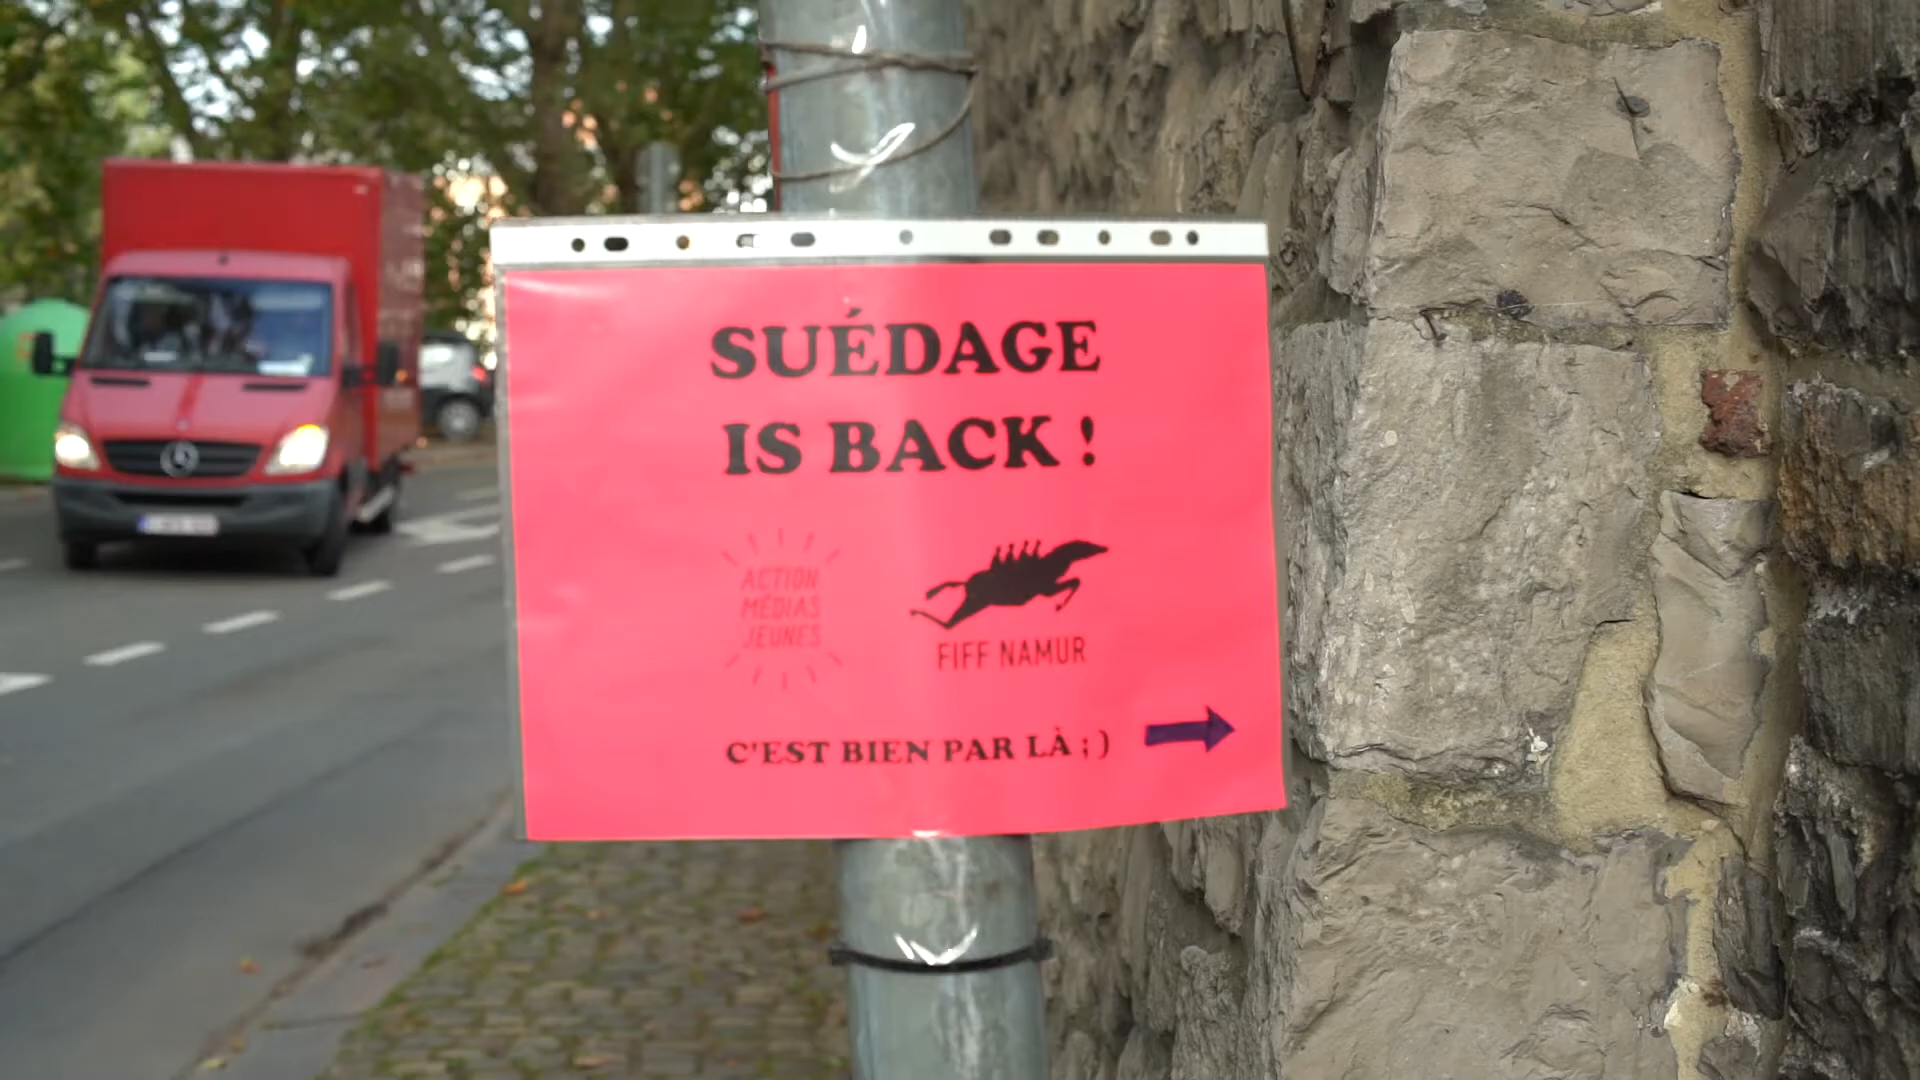 SUÉDAGE
IS BACK !
ACTION
MÉDIAS
JEUNES
FIFF NAMUR
C'EST BIEN PAR LÀ ; )